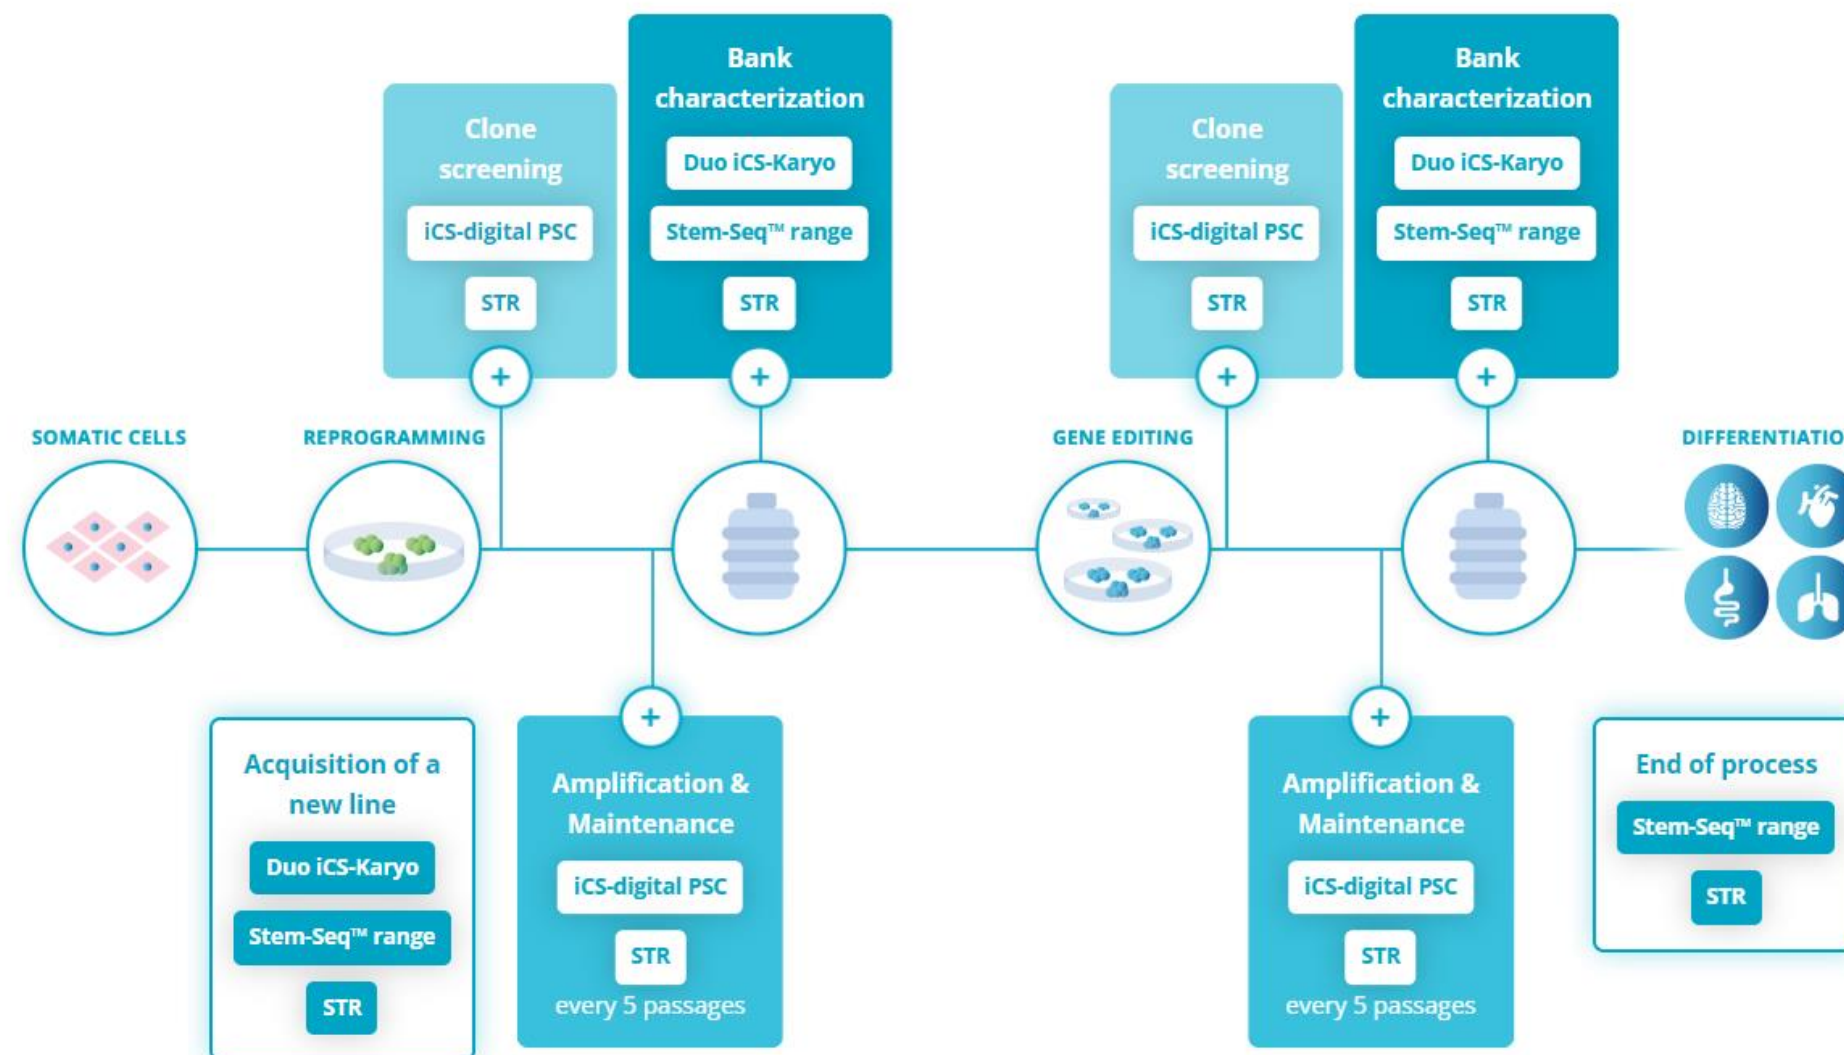 Clone
screening
iCS-digital PSC
STR
+
Bank
characterization
Duo iCS-Karyo
Stem-Seq™ range
STR
+
Clone
screening
iCS-digital PSC
STR
+
Bank
characterization
Duo iCS-Karyo
Stem-Seq™ range
STR
+
SOMATIC CELLS
REPROGRAMMING
GENE EDITING
DIFFERENTIATIO
Acquisition of a
new line
Duo iCS-Karyo
Stem-Seq™ range
STR
+
Amplification &
Maintenance
iCS-digital PSC
STR
every 5 passages
+
Amplification &
Maintenance
iCS-digital PSC
STR
every 5 passages
End of process
Stem-Seq™ range
STR